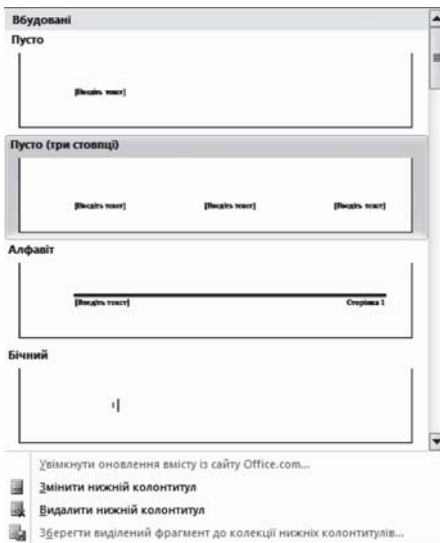 Вбудовані
Пусто
[Введіть текст]
Пусто (три стовпці)
[Введіть текст] [Введіть текст] [Введіть текст]
Алфавіт
[Введіть текст] Сторінка 1
Бічний
1
Увімкнути оновлення вмісту із сайту Office.com...
Змінити нижній колонтитул
Видалити нижній колонтитул
Зберегти виділений фрагмент до колекції нижніх колонтитулів...